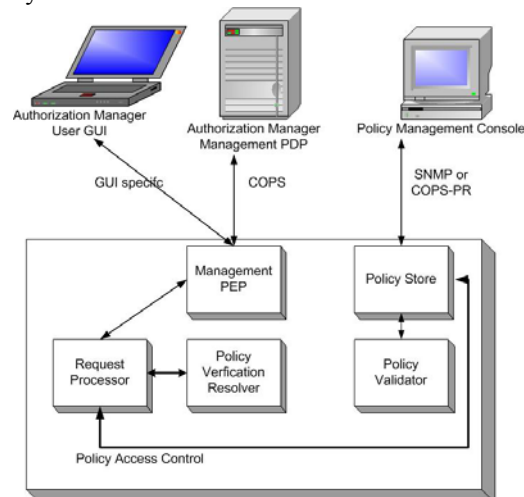 Authorization Manager
User GUI
Authorization Manager
Management PDP
Policy Management Console
GUI specifc
COPS
SNMP or
COPS-PR
Management
PEP
Policy Store
Request
Processor
Policy
Verfication
Resolver
Policy
Validator
Policy Access Control